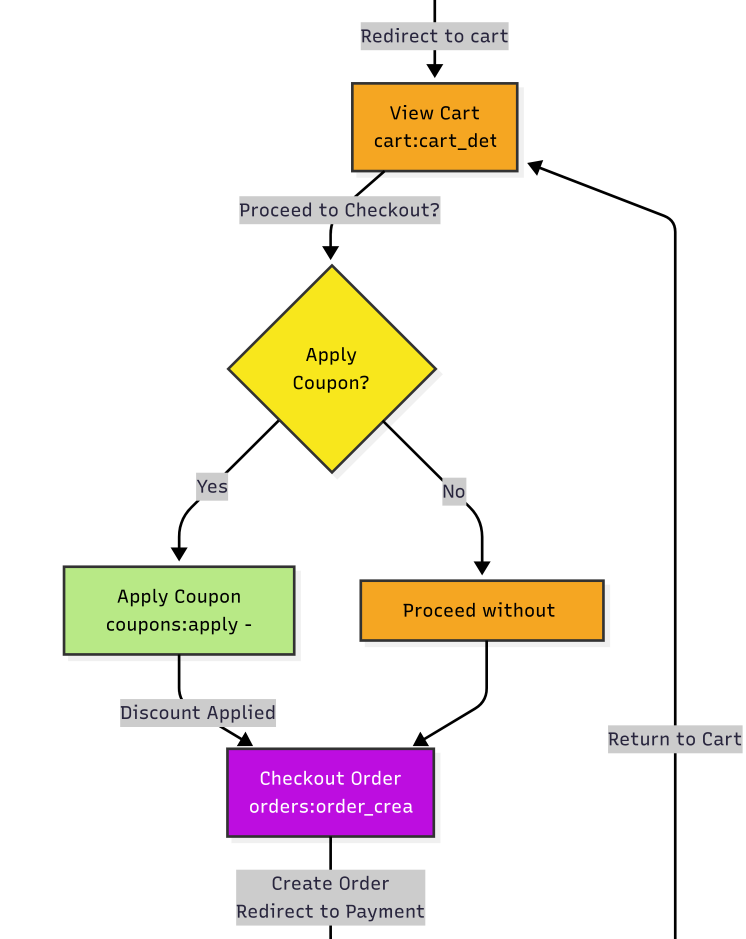 Redirect to cart
View Cart
cart:cart_det
Proceed to Checkout?
Apply
Coupon?
Yes
No
Apply Coupon
coupons:apply -
Proceed without
Discount Applied
Return to Cart
Checkout Order
orders:order_crea
Create Order
Redirect to Payment